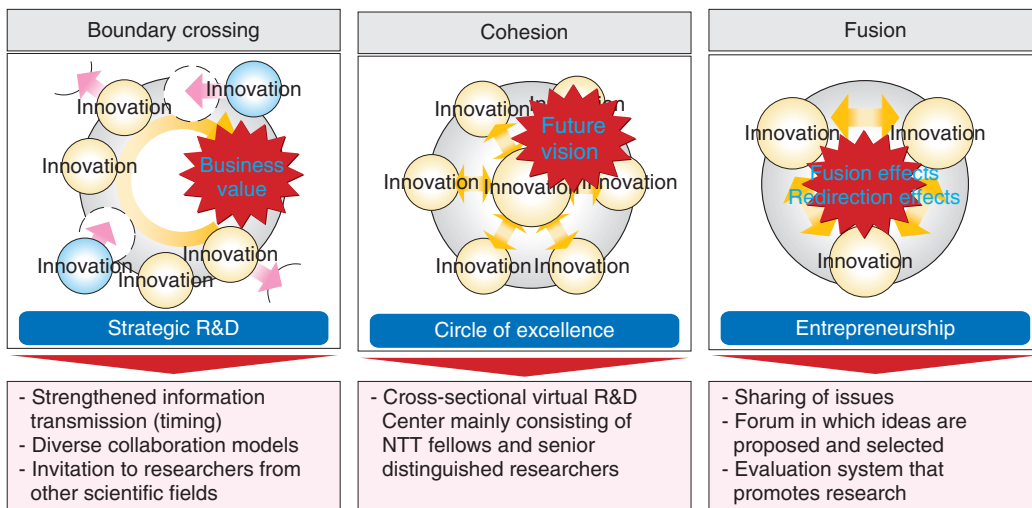 Boundary crossing
Innovation
Innovation
Innovation
Business
value
Innovation
Innovation
Innovation
Strategic R&D
- Strengthened information
transmission (timing)
- Diverse collaboration models
- Invitation to researchers from
other scientific fields
Cohesion
Innovation
Innovation
Future
vision
Innovation
Innovation
Innovation
Innovation
Innovation
Circle of excellence
- Cross-sectional virtual R&D
Center mainly consisting of
NTT fellows and senior
distinguished researchers
Fusion
Innovation
Innovation
Fusion effects
Redirection effects
Innovation
Entrepreneurship
- Sharing of issues
- Forum in which ideas are
proposed and selected
- Evaluation system that
promotes research